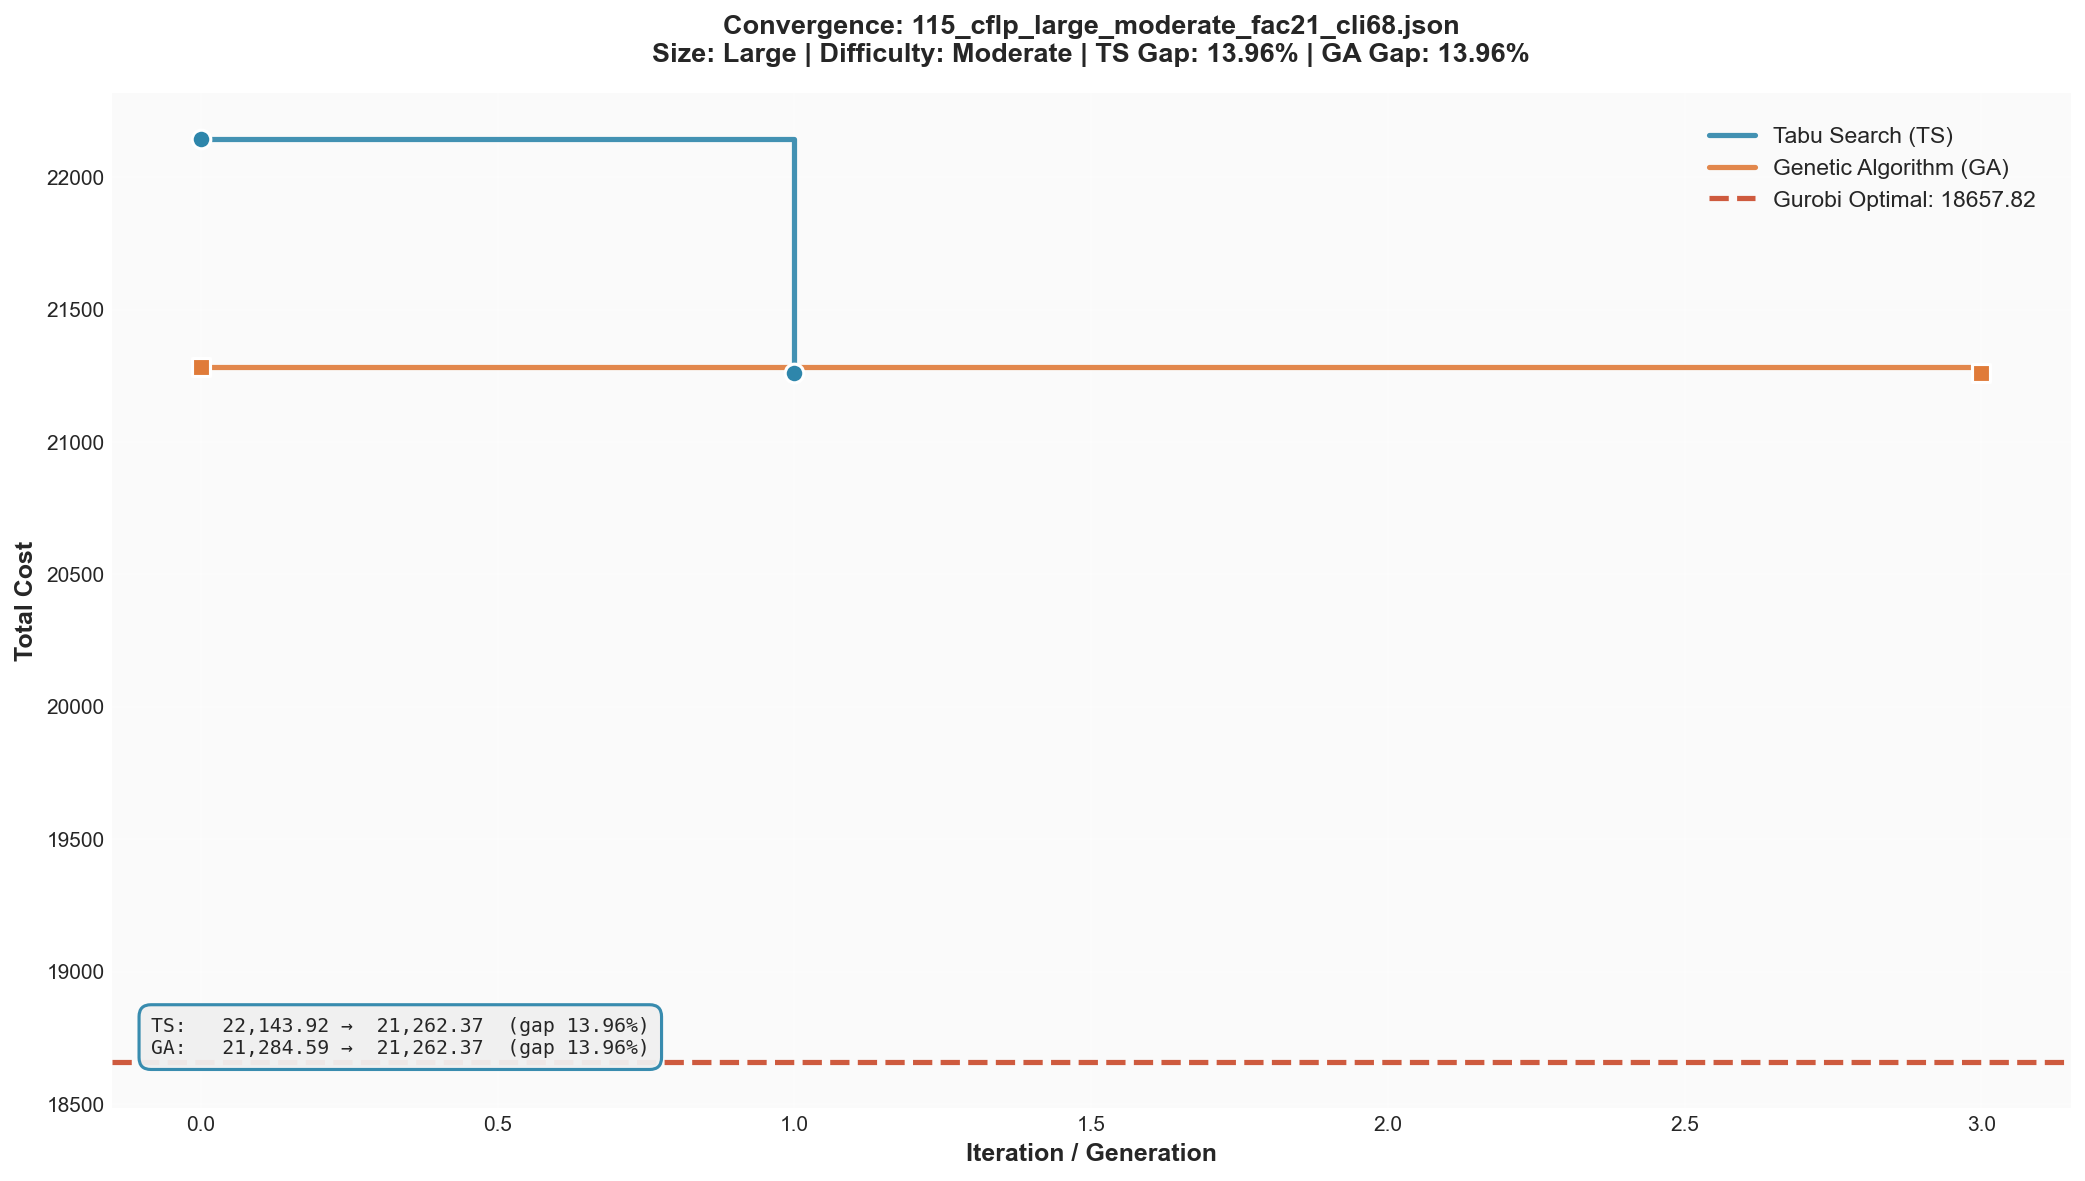 Convergence: 115_cflp_large_moderate_fac21_cli68.json
Size: Large | Difficulty: Moderate | TS Gap: 13.96% | GA Gap: 13.96%
Tabu Search (TS)
Genetic Algorithm (GA)
Gurobi Optimal: 18657.82
Total Cost
22000
21500
21000
20500
20000
19500
19000
18500
TS:   22,143.92 →  21,262.37  (gap 13.96%)
GA:   21,284.59 →  21,262.37  (gap 13.96%)
0.0 0.5 1.0 1.5 2.0 2.5 3.0
Iteration / Generation